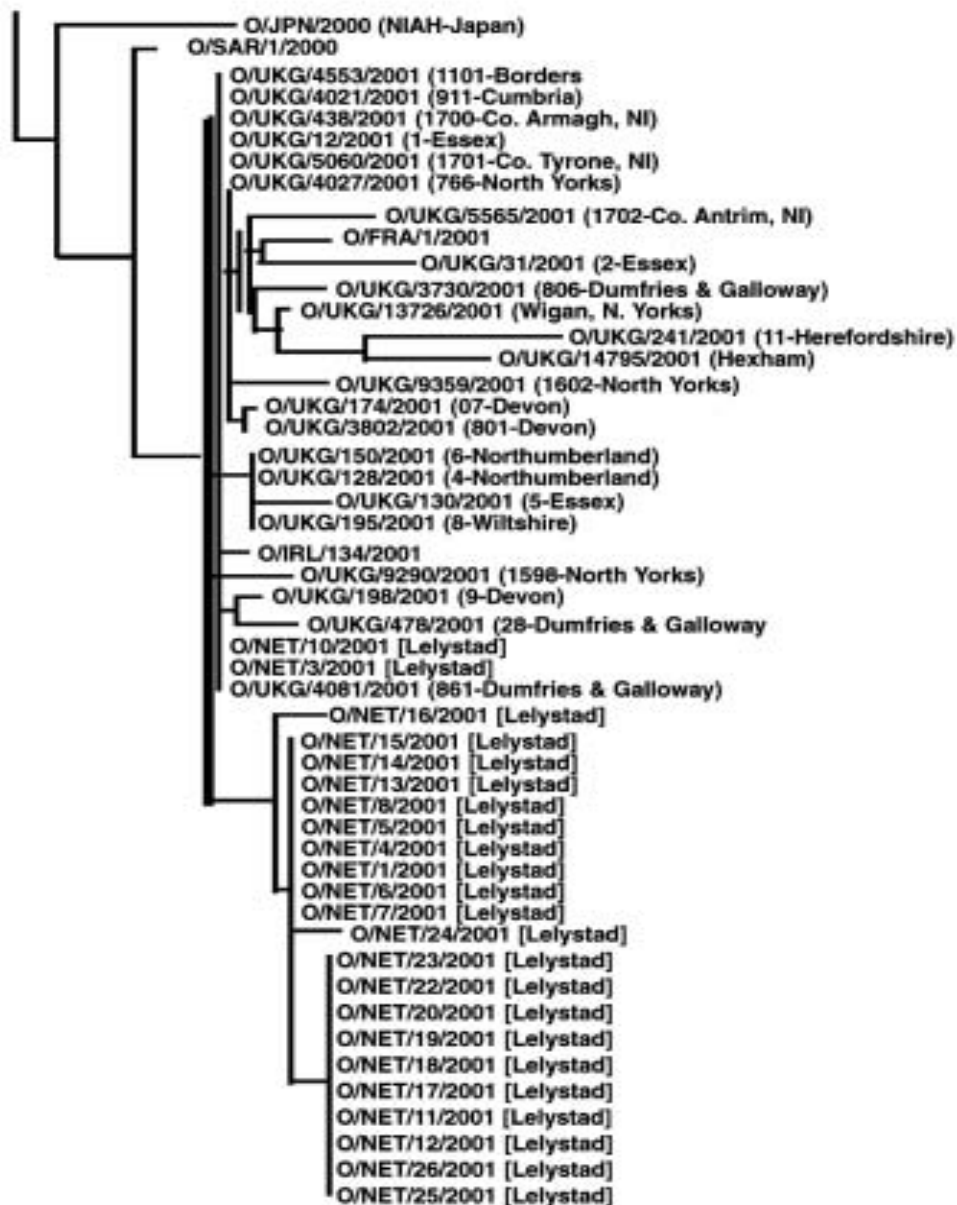 O/JPN/2000 (NIAH-Japan)
O/SAR/1/2000
O/UKG/4553/2001 (1101-Borders
O/UKG/4021/2001 (911-Cumbria)
O/UKG/438/2001 (1700-Co. Armagh, NI)
O/UKG/12/2001 (1-Essex)
O/UKG/5060/2001 (1701-Co. Tyrone, NI)
O/UKG/4027/2001 (766-North Yorks)
O/UKG/5565/2001 (1702-Co. Antrim, NI)
O/FRA/1/2001
O/UKG/31/2001 (2-Essex)
O/UKG/3730/2001 (806-Dumfries & Galloway)
O/UKG/13726/2001 (Wigan, N. Yorks)
O/UKG/241/2001 (11-Herefordshire)
O/UKG/14795/2001 (Hexham)
O/UKG/9359/2001 (1602-North Yorks)
O/UKG/174/2001 (07-Devon)
O/UKG/3802/2001 (801-Devon)
O/UKG/150/2001 (6-Northumberland)
O/UKG/128/2001 (4-Northumberland)
O/UKG/130/2001 (5-Essex)
O/UKG/195/2001 (8-Wiltshire)
O/IRL/134/2001
O/UKG/9290/2001 (1598-North Yorks)
O/UKG/198/2001 (9-Devon)
O/UKG/478/2001 (28-Dumfries & Galloway
O/NET/10/2001 [Lelystad]
O/NET/3/2001 [Lelystad]
O/UKG/4081/2001 (861-Dumfries & Galloway)
O/NET/16/2001 [Lelystad]
O/NET/15/2001 [Lelystad]
O/NET/14/2001 [Lelystad]
O/NET/13/2001 [Lelystad]
O/NET/8/2001 [Lelystad]
O/NET/5/2001 [Lelystad]
O/NET/4/2001 [Lelystad]
O/NET/1/2001 [Lelystad]
O/NET/6/2001 [Lelystad]
O/NET/7/2001 [Lelystad]
O/NET/24/2001 [Lelystad]
O/NET/23/2001 [Lelystad]
O/NET/22/2001 [Lelystad]
O/NET/20/2001 [Lelystad]
O/NET/19/2001 [Lelystad]
O/NET/18/2001 [Lelystad]
O/NET/17/2001 [Lelystad]
O/NET/11/2001 [Lelystad]
O/NET/12/2001 [Lelystad]
O/NET/26/2001 [Lelystad]
O/NET/25/2001 [Lelystad]